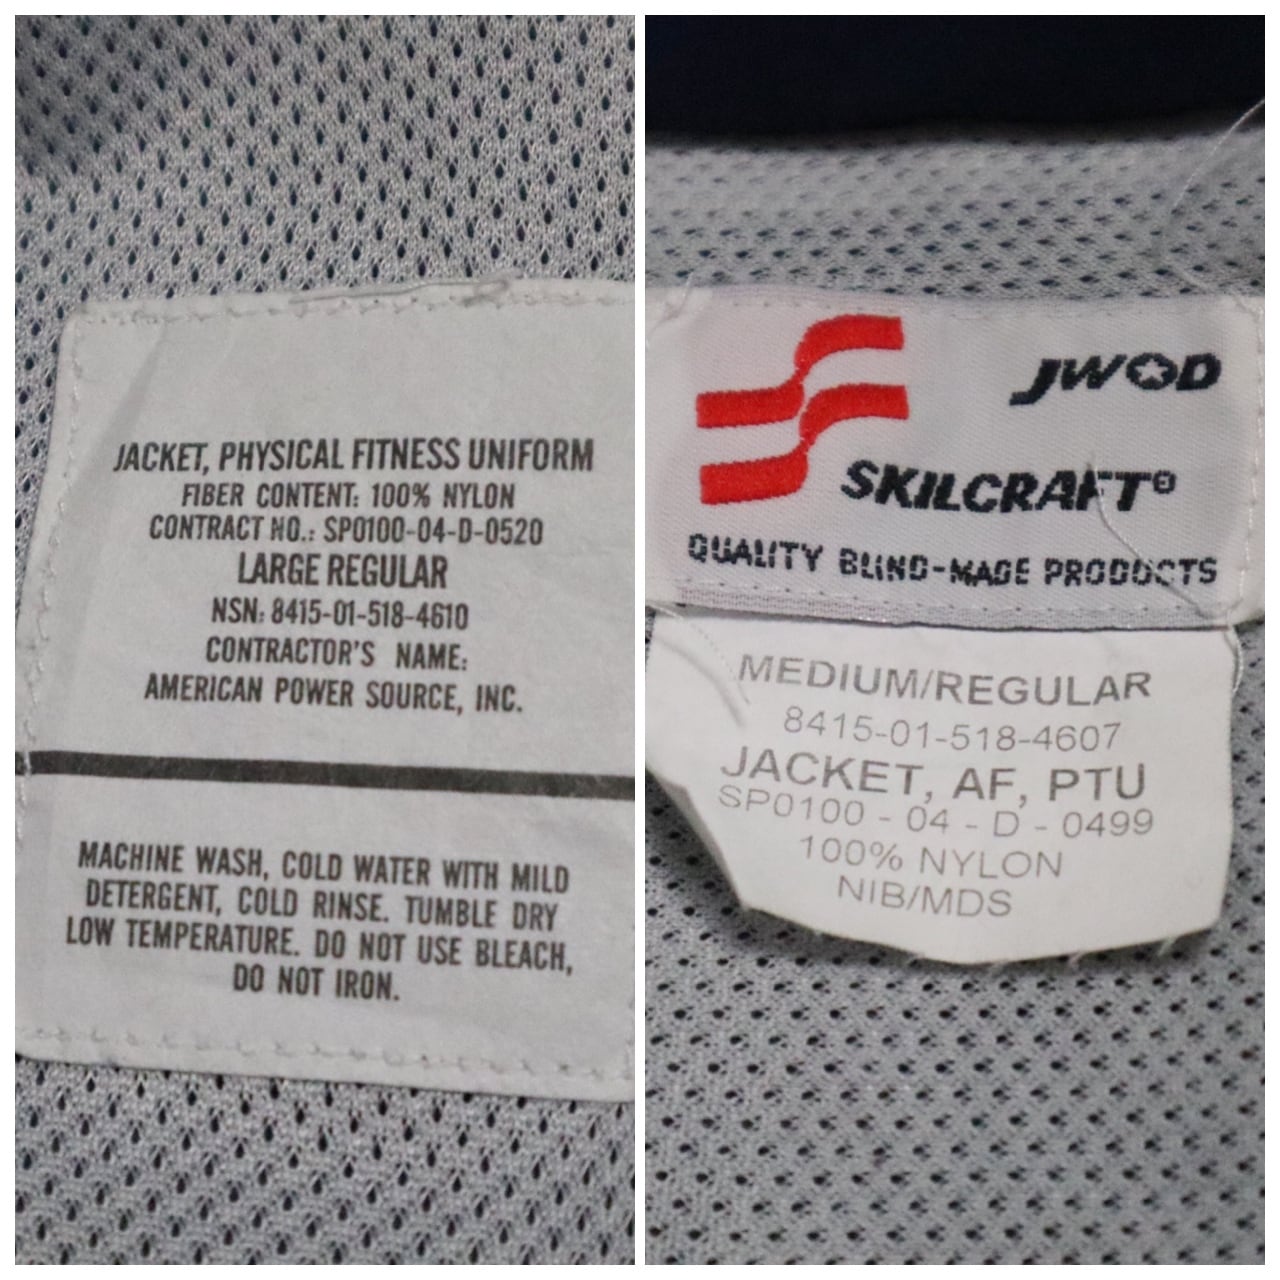 JACKET, PHYSICAL FITNESS UNIFORM
FIBER CONTENT: 100% NYLON
CONTRACT NO.: SP0100-04-D-0520
LARGE REGULAR
NSN: 8415-01-518-4610
CONTRACTOR'S NAME:
AMERICAN POWER SOURCE, INC.
MACHINE WASH, COLD WATER WITH MILD
DETERGENT, COLD RINSE. TUMBLE DRY
LOW TEMPERATURE. DO NOT USE BLEACH,
DO NOT IRON.
JWOD
SKILCRAFT®
QUALITY BLIND-MADE PRODUCTS
MEDIUM/REGULAR
8415-01-518-4607
JACKET, AF, PTU
SP0100 - 04 - D - 0499
100% NYLON
NIB/MDS